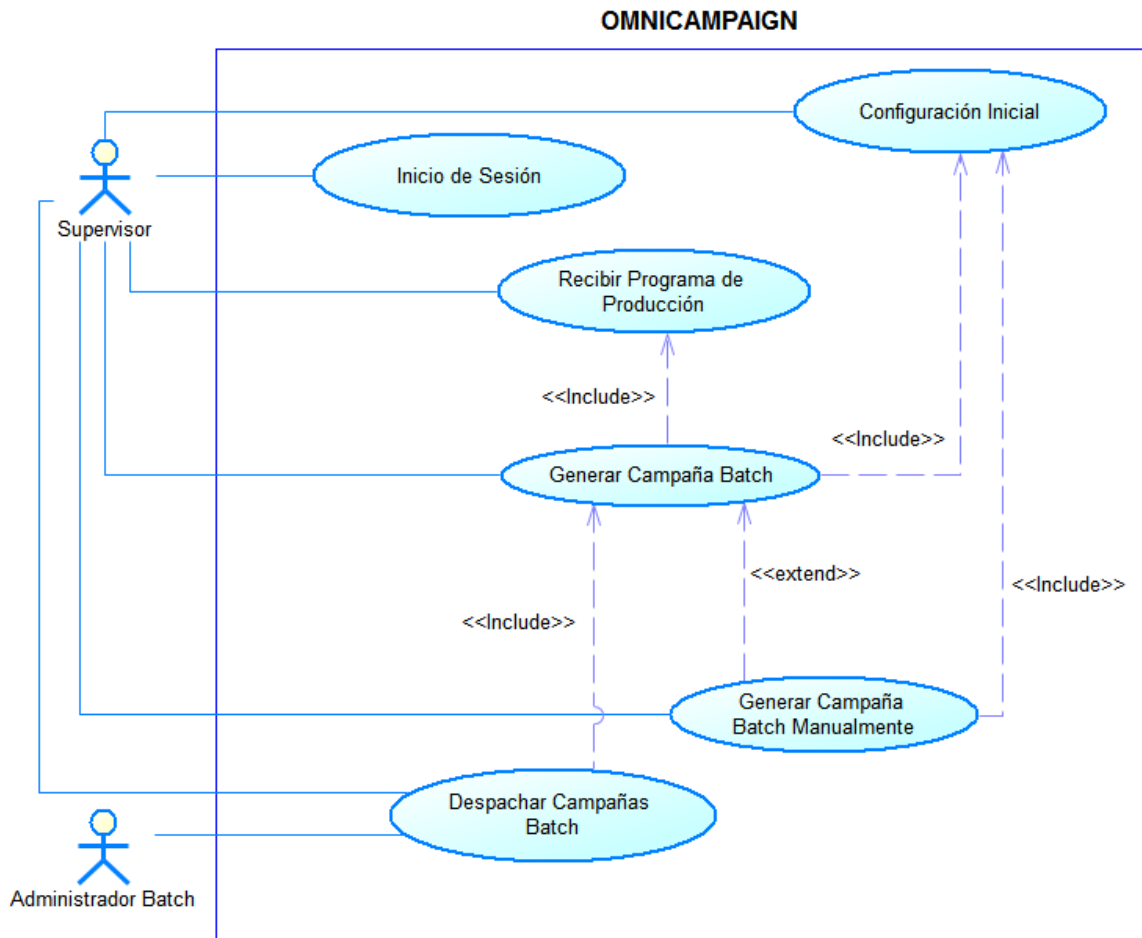 OMNICAMPAIGN
Configuración Inicial
Inicio de Sesión
Supervisor
Recibir Programa de
Producción
<<Include>>
<<Include>>
Generar Campaña Batch
<<extend>>
<<Include>>
<<Include>>
Generar Campaña
Batch Manualmente
Despachar Campañas
Batch
Administrador Batch